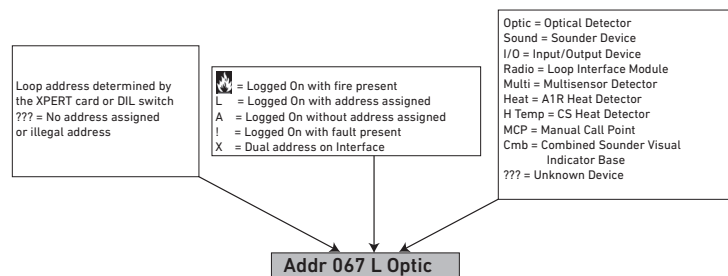 Loop address determined by
the XPERT card or DIL switch
??? = No address assigned
or illegal address
= Logged On with fire present
L = Logged On with address assigned
A = Logged On without address assigned
! = Logged On with fault present
X = Dual address on Interface
Optic = Optical Detector
Sound = Sounder Device
I/O = Input/Output Device
Radio = Loop Interface Module
Multi = Multisensor Detector
Heat = A1R Heat Detector
H Temp = CS Heat Detector
MCP = Manual Call Point
Cmb = Combined Sounder Visual
Indicator Base
??? = Unknown Device
Addr 067 L Optic